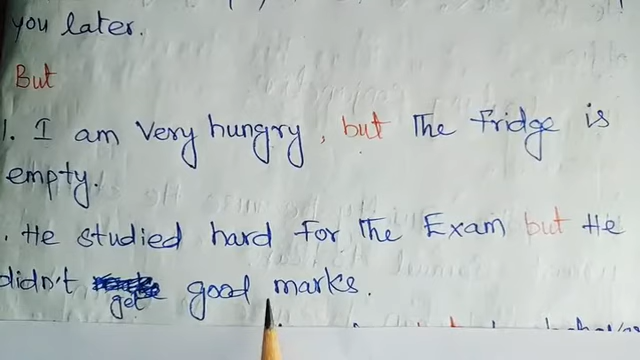 you later.
But
1. I am very hungry, but The Fridge is
empty.
. He studied hard for The Exam but He
didn't get good marks.